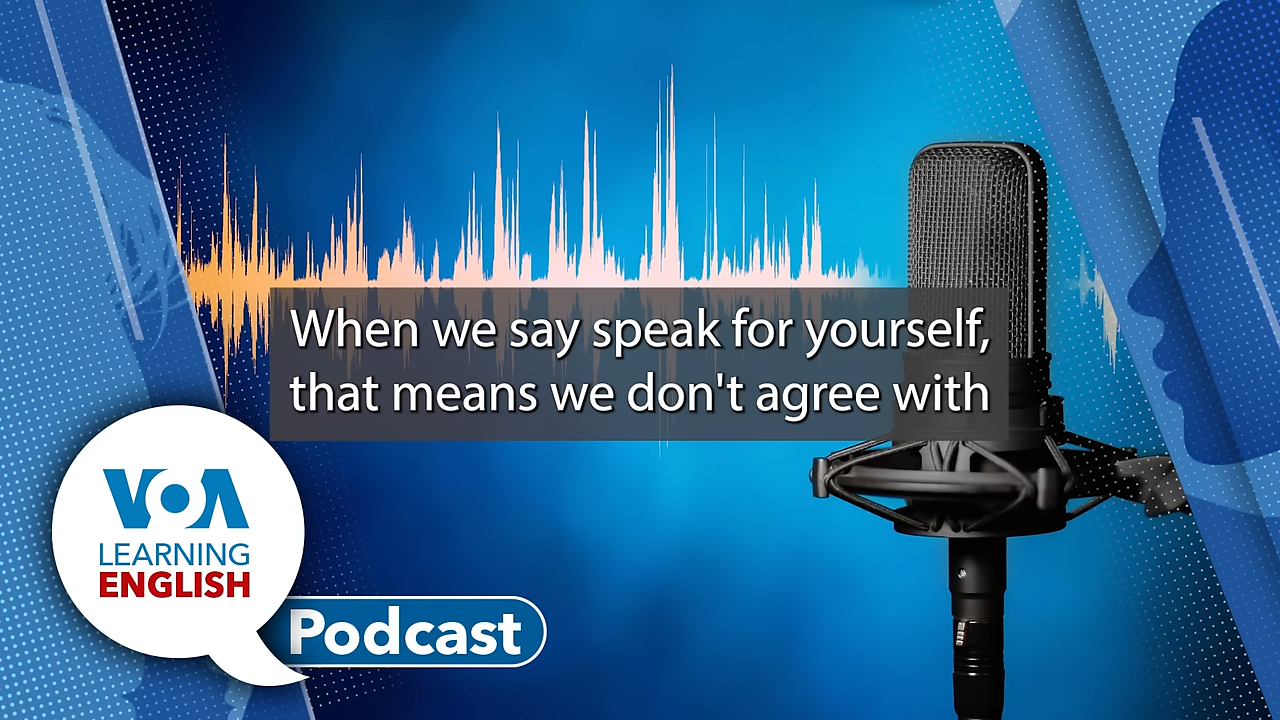 When we say speak for yourself,
that means we don't agree with
VOA
LEARNING
ENGLISH
Podcast